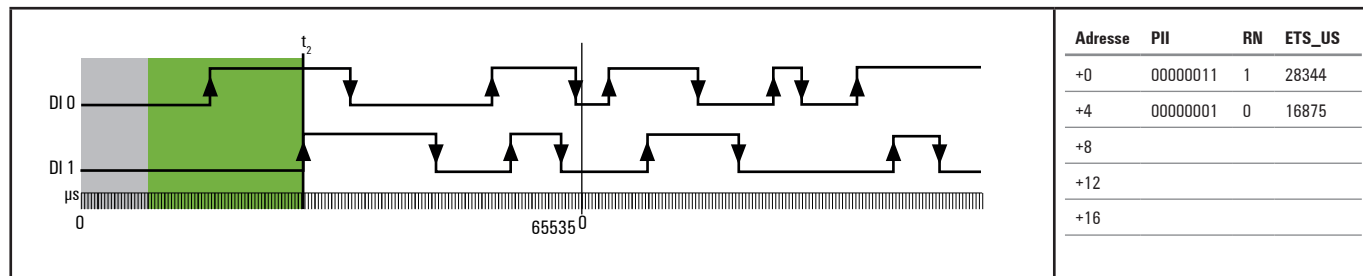 t2
DI 0
DI 1
µs
0
65535 0
Adresse PII RN ETS_US
+0 00000011 1 28344
+4 00000001 0 16875
+8
+12
+16